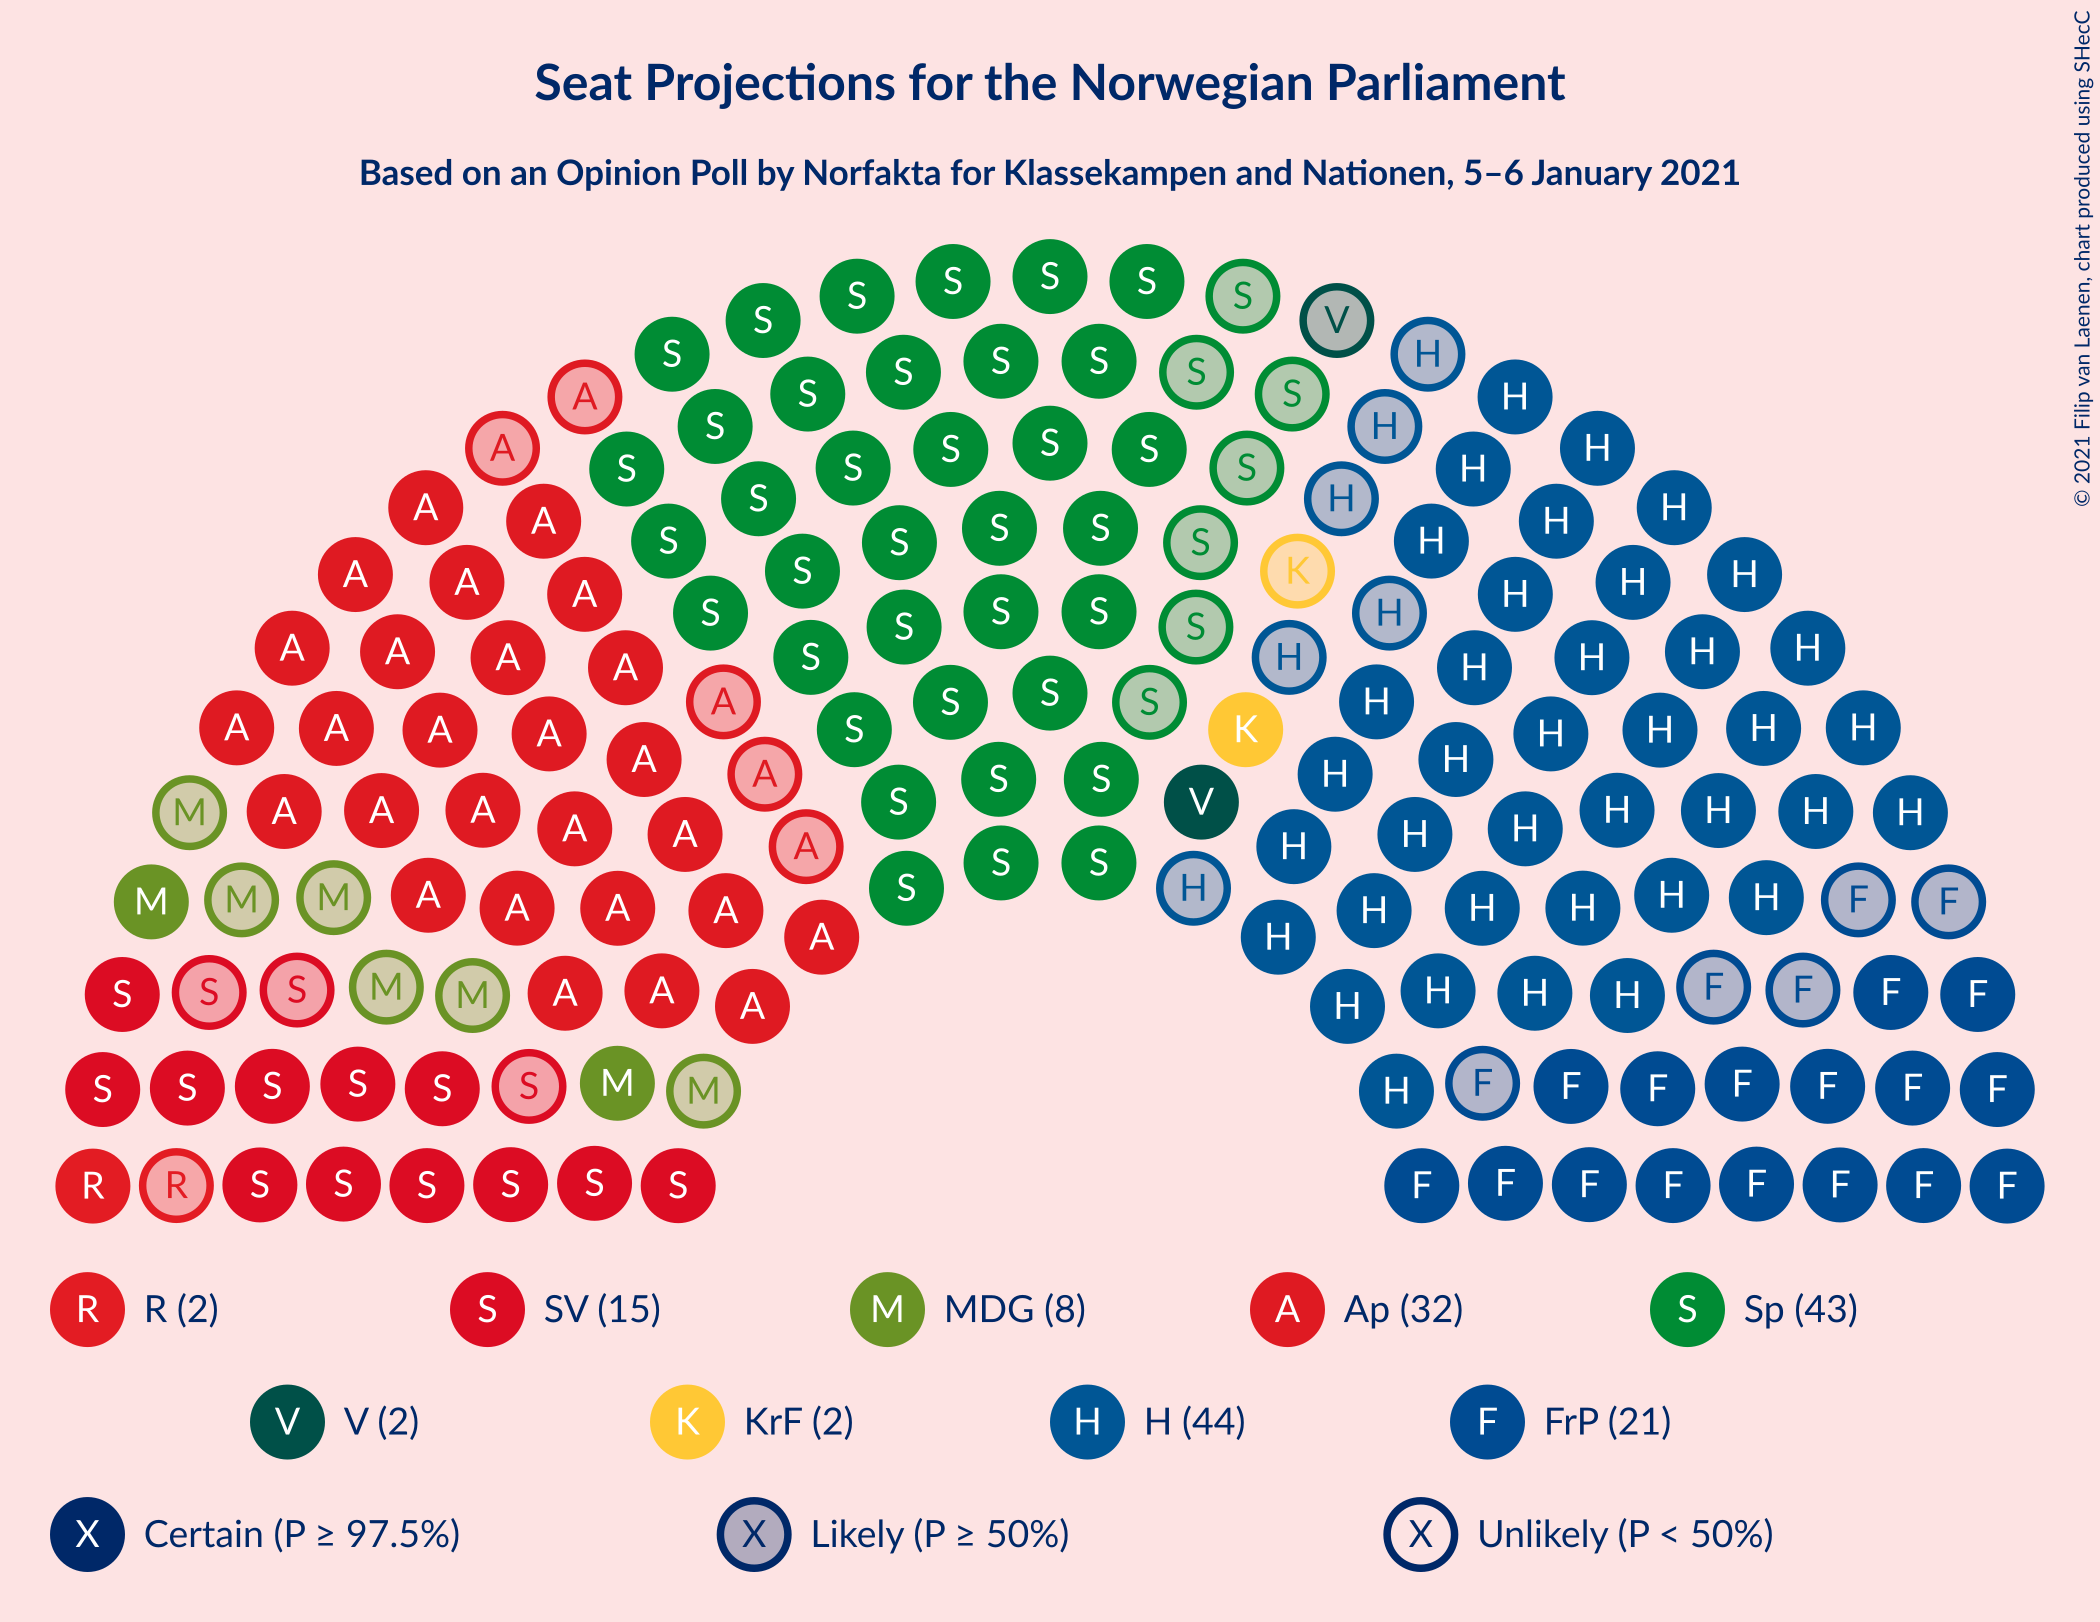 Seat Projections for the Norwegian Parliament
Based on an Opinion Poll by Norfakta for Klassekampen and Nationen, 5–6 January 2021
© 2021 Filip van Laenen, chart produced using SHecC
S S S S S S S V H
A S S S S S S S H H
A S S S S S S S H H H
A A S S S S S S K H H H
A A A S S S S S H H H H H
A A A A A S S S S K H H H H H H
A A A A A A S S S V H H H H H H
M A A A A A A S S S H H H H H H H
M M M A A A A A H H H H H H F F
S S S M M A A A H H H H F F F F
S S S S S S M M H F F F F F F F
R R S S S S S S F F F F F F F F
R R (2) S SV (15) M MDG (8) A Ap (32) S Sp (43)
V V (2) K KrF (2) H H (44) F FrP (21)
X Certain (P ≥ 97.5%) X Likely (P ≥ 50%) X Unlikely (P < 50%)